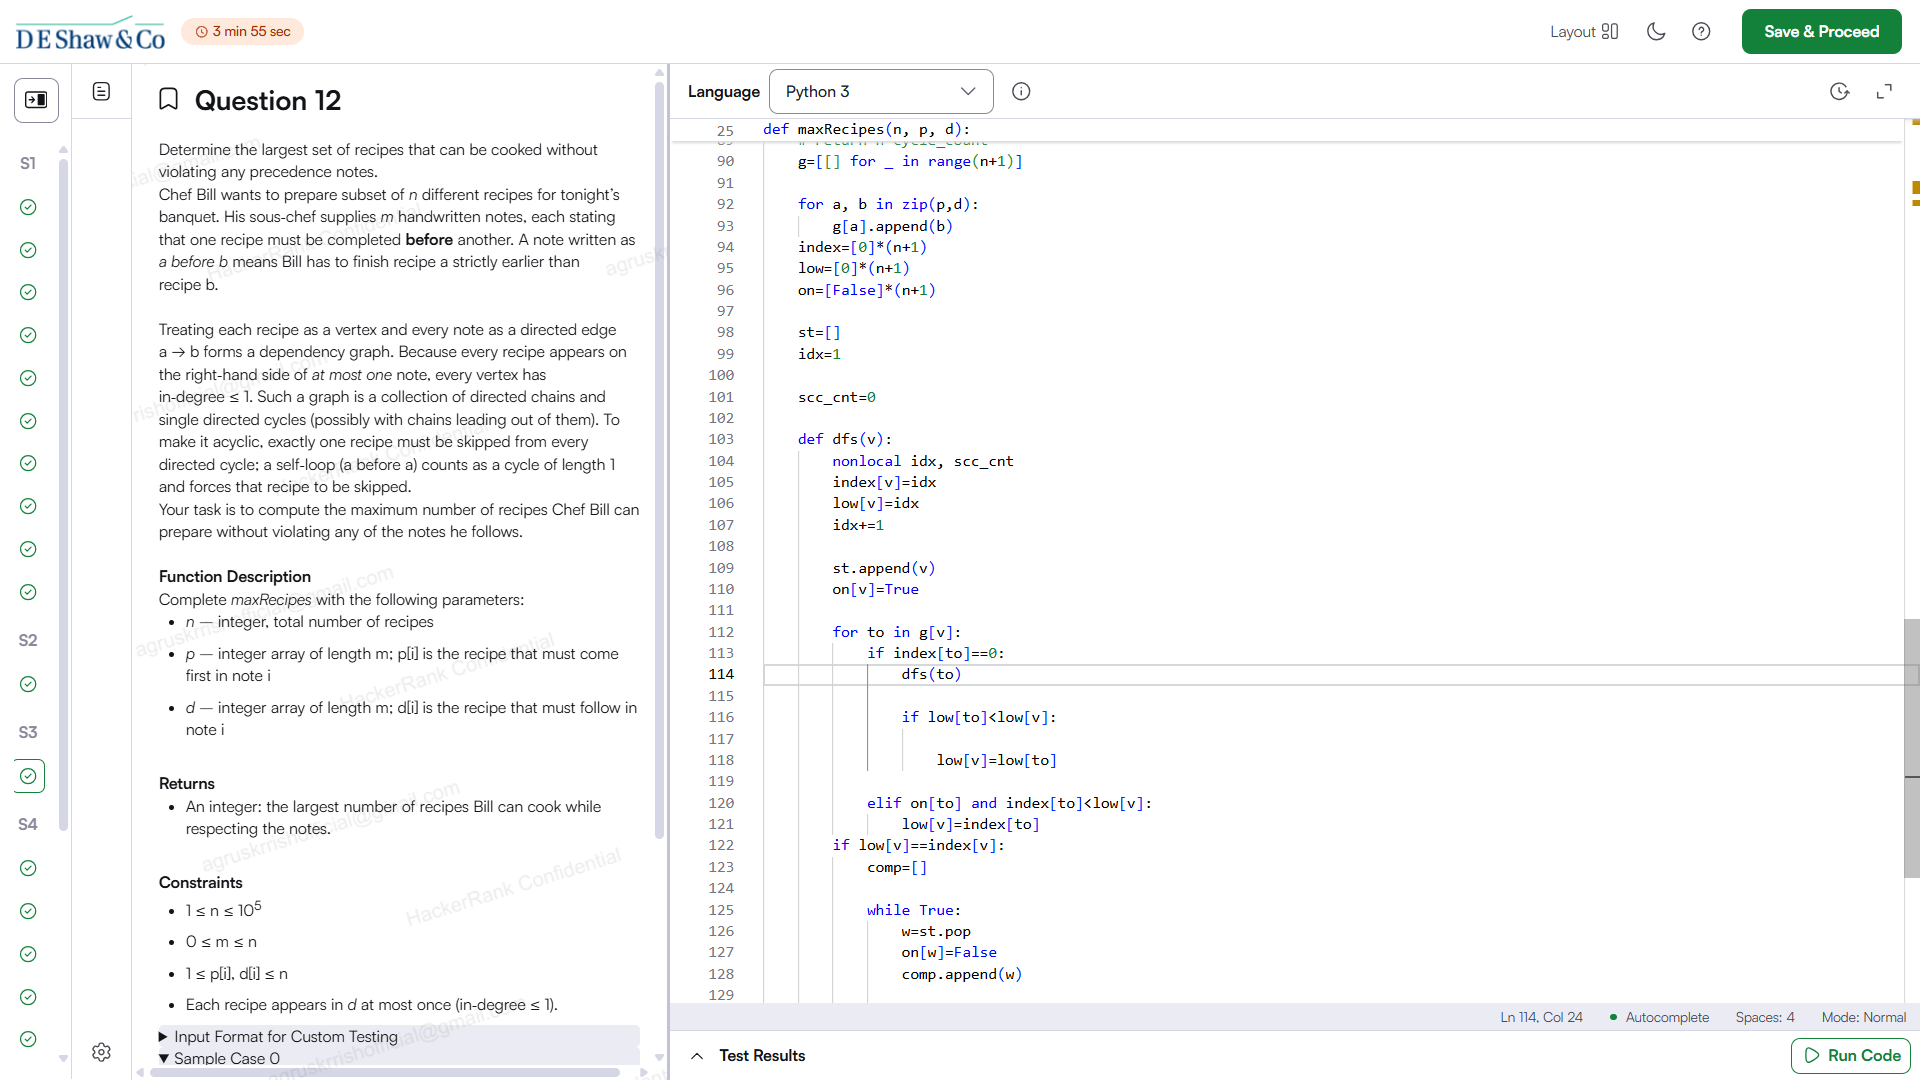 DEShaw&Co
3 min 55 sec
Layout
Save & Proceed
S1
S2
S3
S4
Question 12
Determine the largest set of recipes that can be cooked without
violating any precedence notes.
Chef Bill wants to prepare subset of n different recipes for tonight's
banquet. His sous-chef supplies m handwritten notes, each stating
that one recipe must be completed before another. A note written as
a before b means Bill has to finish recipe a strictly earlier than
recipe b.
Treating each recipe as a vertex and every note as a directed edge
a → b forms a dependency graph. Because every recipe appears on
the right-hand side of at most one note, every vertex has
in-degree ≤ 1. Such a graph is a collection of directed chains and
single directed cycles (possibly with chains leading out of them). To
make it acyclic, exactly one recipe must be skipped from every
directed cycle; a self-loop (a before a) counts as a cycle of length 1
and forces that recipe to be skipped.
Your task is to compute the maximum number of recipes Chef Bill can
prepare without violating any of the notes he follows.
Function Description
Complete maxRecipes with the following parameters:
• n — integer, total number of recipes
• p — integer array of length m; p[i] is the recipe that must come
first in note i
• d — integer array of length m; d[i] is the recipe that must follow in
note i
Returns
• An integer: the largest number of recipes Bill can cook while
respecting the notes.
Constraints
• 1 ≤ n ≤ 10^5
• 0 ≤ m ≤ n
• 1 ≤ p[i], d[i] ≤ n
• Each recipe appears in d at most once (in-degree ≤ 1).
▶ Input Format for Custom Testing
▼ Sample Case 0
HackerRank Confidential
HackerRank Confidential
Language
Python 3
25 def maxRecipes(n, p, d):
90 g=[[] for _ in range(n+1)]
91
92 for a, b in zip(p,d):
93 g[a].append(b)
94 index=[0]*(n+1)
95 low=[0]*(n+1)
96 on=[False]*(n+1)
97
98 st=[]
99 idx=1
100
101 scc_cnt=0
102
103 def dfs(v):
104 nonlocal idx, scc_cnt
105 index[v]=idx
106 low[v]=idx
107 idx+=1
108
109 st.append(v)
110 on[v]=True
111
112 for to in g[v]:
113 if index[to]==0:
114 dfs(to)
115
116 if low[to]<low[v]:
117
118 low[v]=low[to]
119
120 elif on[to] and index[to]<low[v]:
121 low[v]=index[to]
122 if low[v]==index[v]:
123 comp=[]
124
125 while True:
126 w=st.pop
127 on[w]=False
128 comp.append(w)
129
Ln 114, Col 24
Autocomplete
Spaces: 4
Mode: Normal
Test Results
Run Code